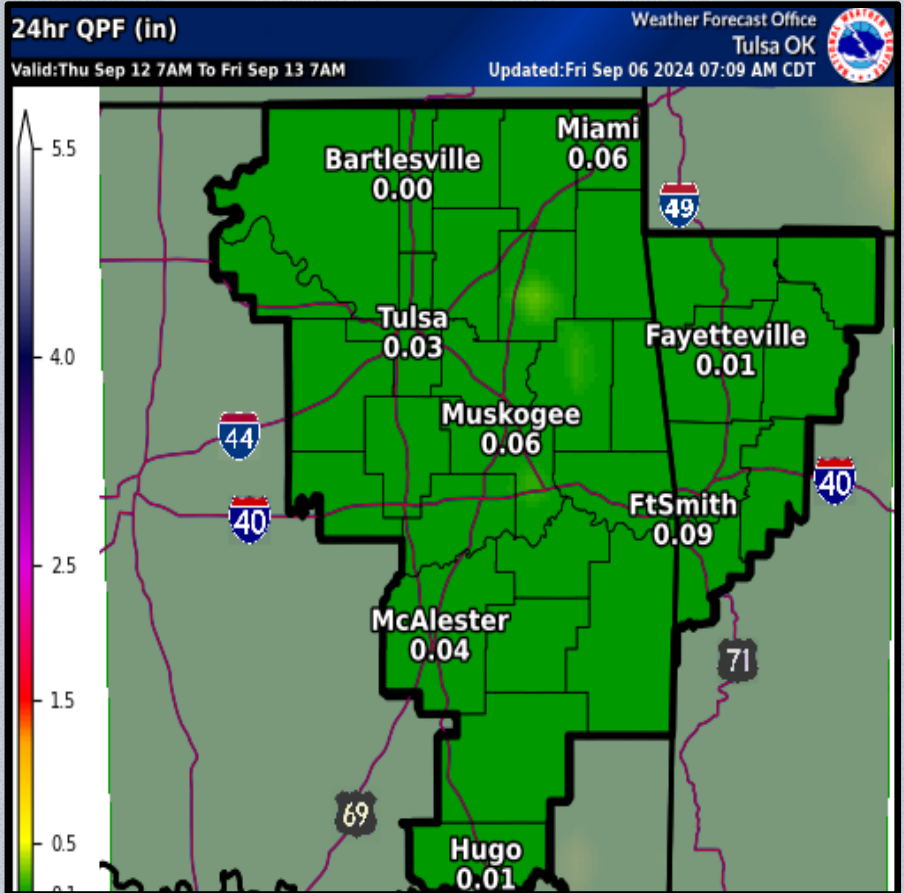 24hr QPF (in)
Weather Forecast Office
Tulsa OK
Valid:Thu Sep 12 7AM To Fri Sep 13 7AM
Updated:Fri Sep 06 2024 07:09 AM CDT
5.5
4.0
2.5
1.5
0.5
0.1
Miami
0.06
Bartlesville
0.00
49
Tulsa
0.03
Fayetteville
0.01
44
Muskogee
0.06
40
40
FtSmith
0.09
McAlester
0.04
71
69
Hugo
0.01